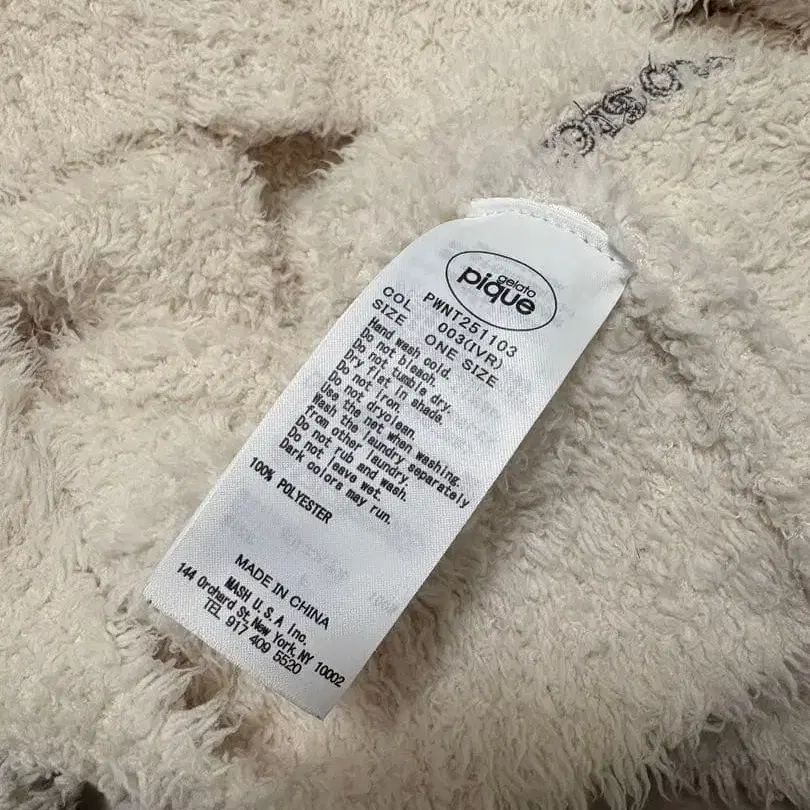 gelato
pique
PWNT251103
COL 003(IVR)
SIZE ONE SIZE
Hand wash cold.
Do not bleach.
Do not tumble dry.
Dry flat in shade.
Do not iron.
Do not dryclean.
Use the net when washing.
Wash the laundry separately
from other laundry.
Do not rub and wash.
Do not leave wet.
Dark colors may run.
100% POLYESTER
MADE IN CHINA
MASH U.S.A Inc.
144 Orchard St, New York, NY 10002
TEL 917 409 5520